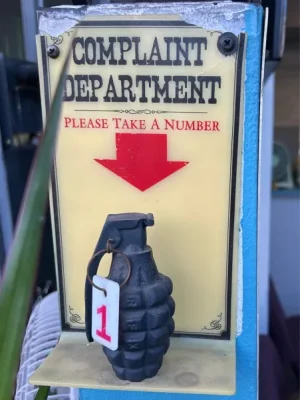 COMPLAINT
DEPARTMENT
PLEASE TAKE A NUMBER
1